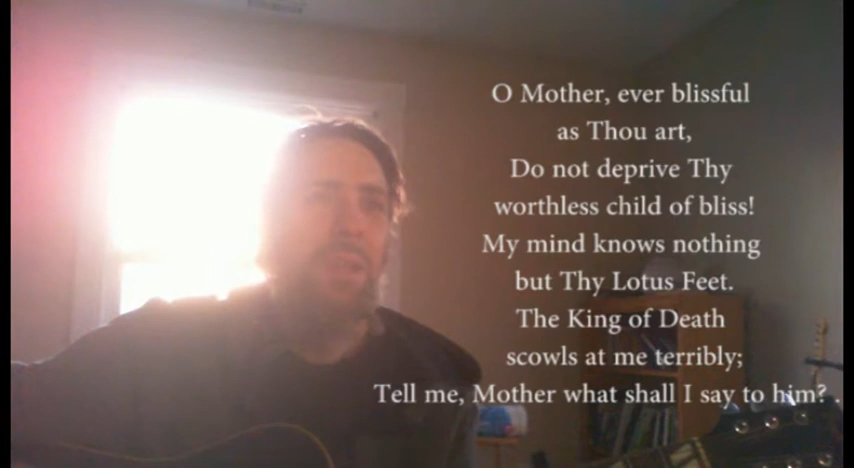 O Mother, ever blissful
as Thou art,
Do not deprive Thy
worthless child of bliss!
My mind knows nothing
but Thy Lotus Feet.
The King of Death
scowls at me terribly;
Tell me, Mother what shall I say to him? .